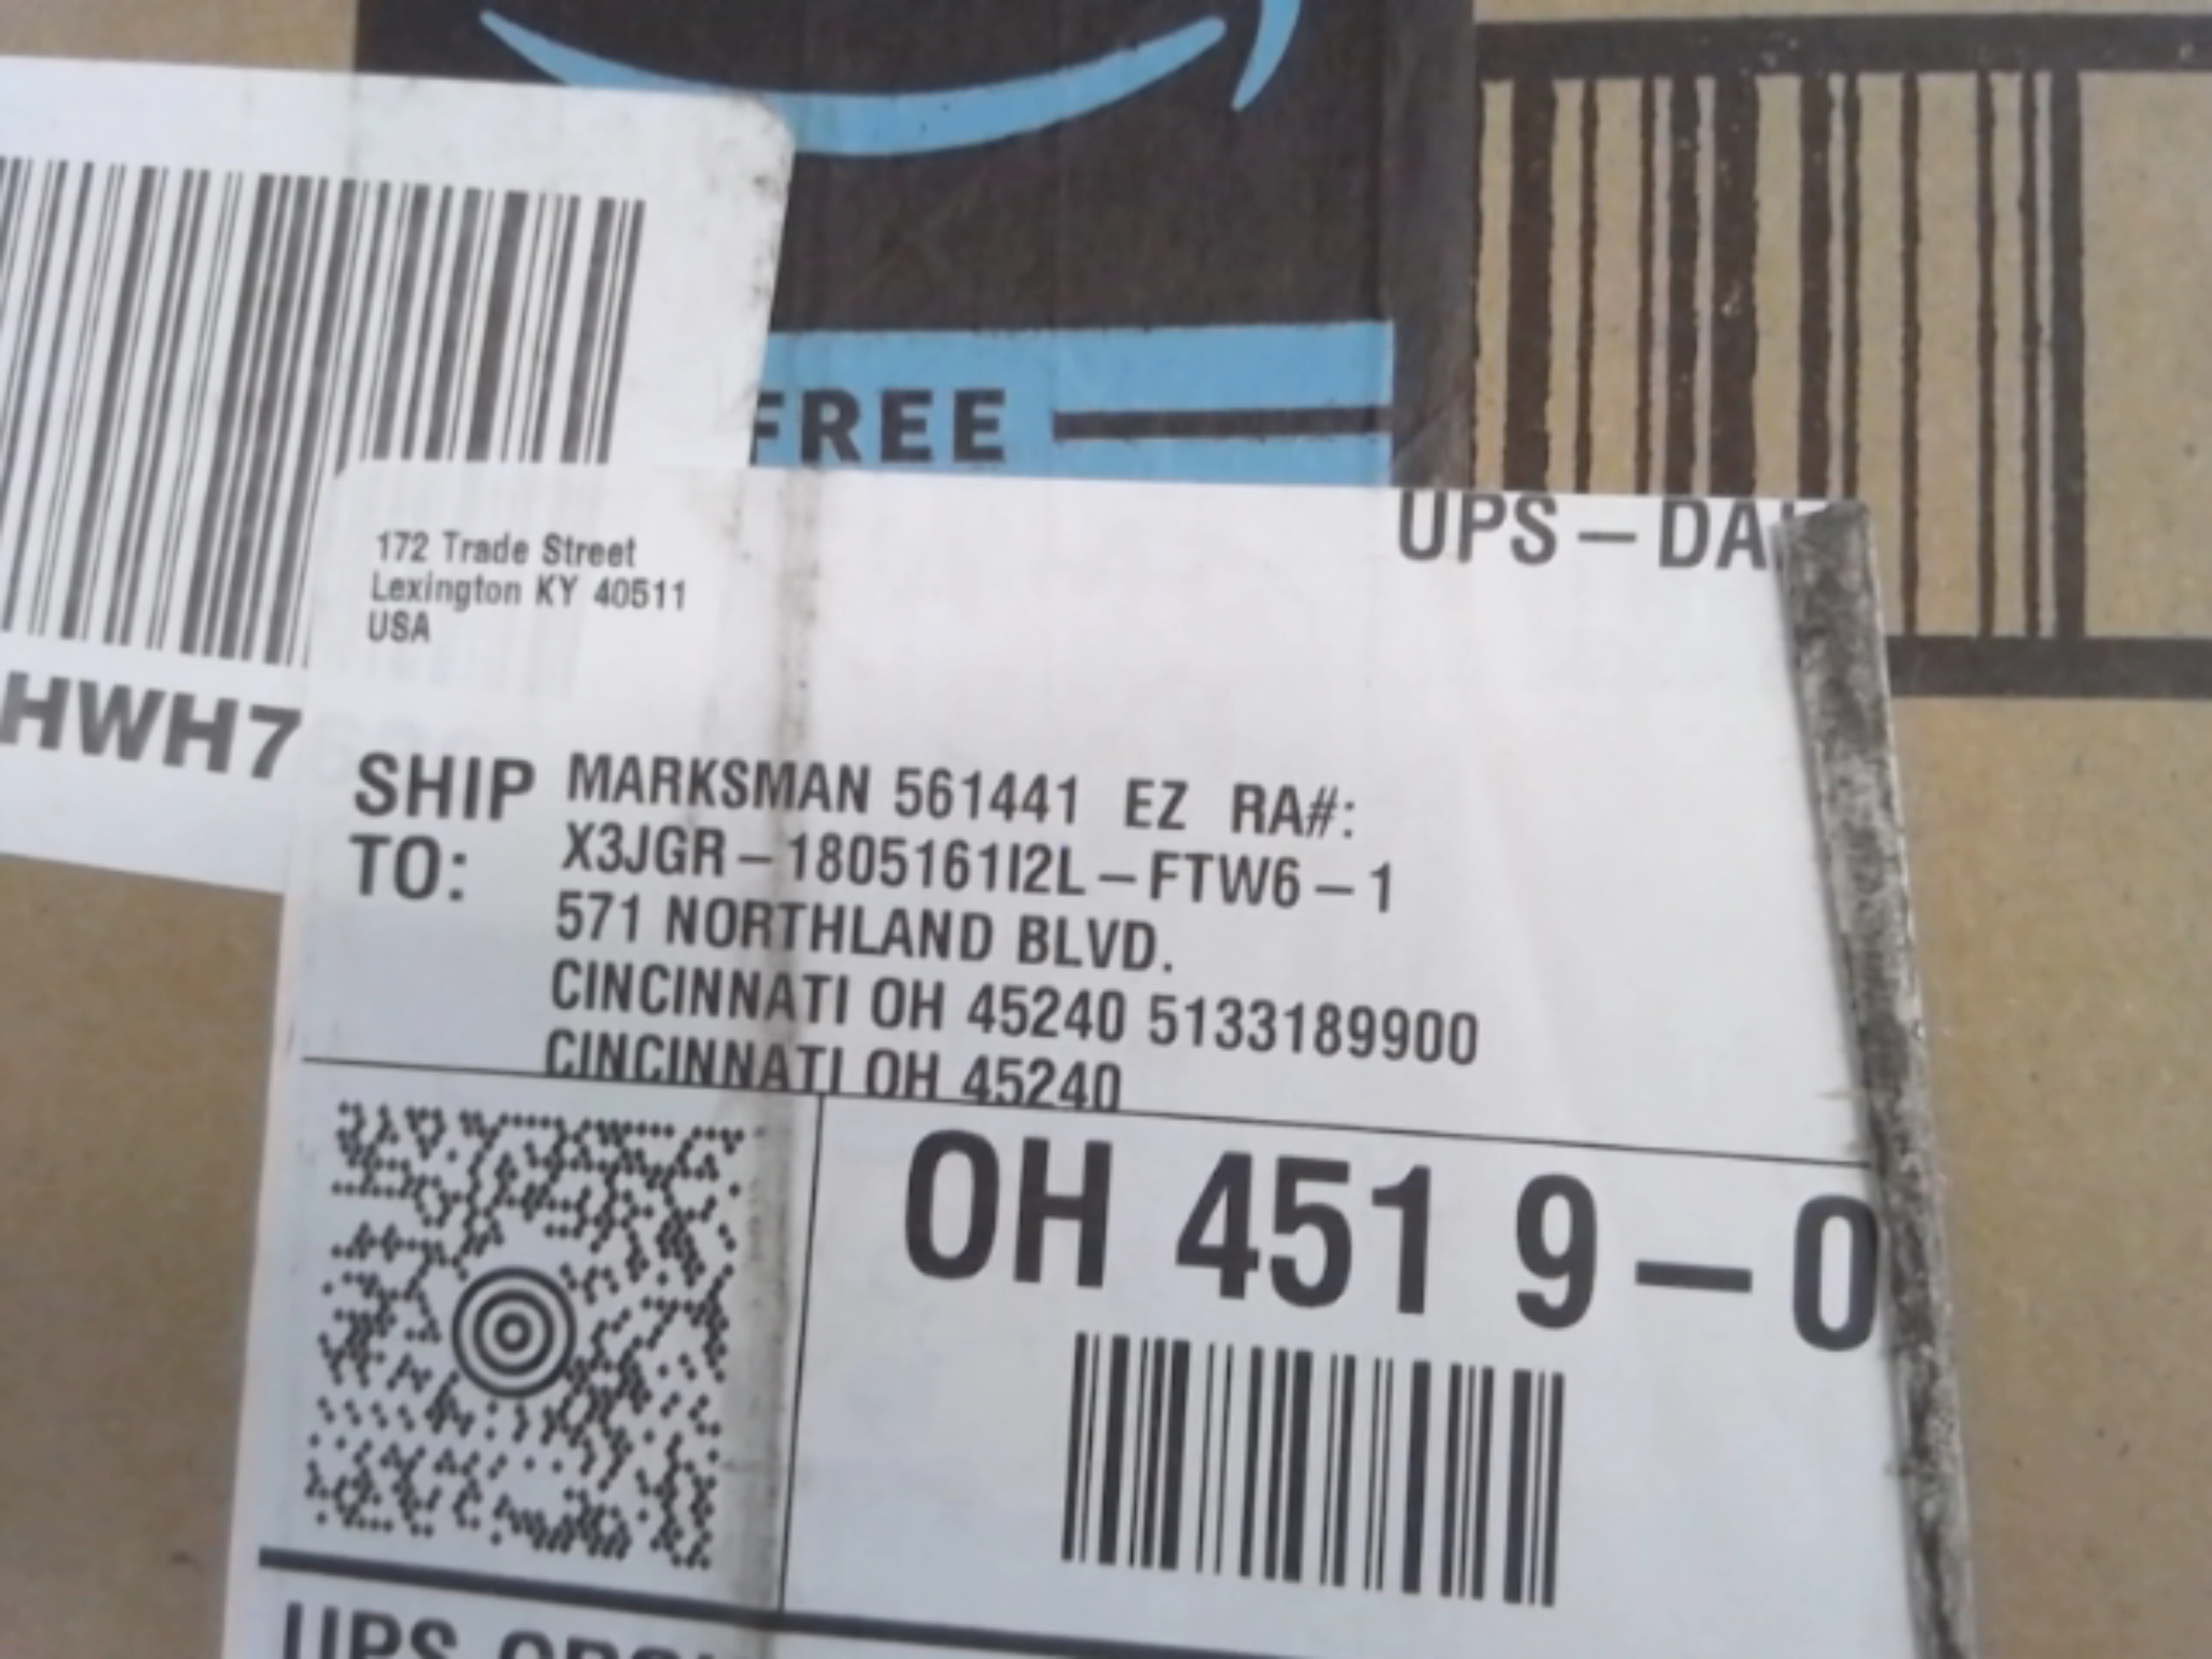 FREE
UPS – DA
172 Trade Street
Lexington KY 40511
USA
HWH7
SHIP TO:
MARKSMAN 561441 EZ RA#:
X3JGR – 1805161I2L – FTW6 – 1
571 NORTHLAND BLVD.
CINCINNATI OH 45240 5133189900
CINCINNATI OH 45240
OH 451 9 – 0
UPS